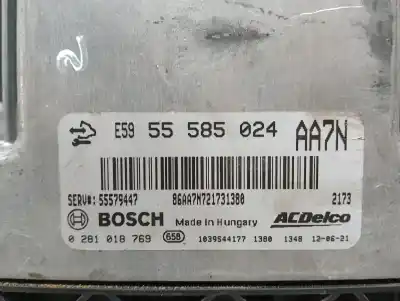 E59 55 585 024 AA7N
SERV#: 55579447 86AA7N721731380 2173
BOSCH Made in Hungary ACDelco
0 281 018 769 658 1039S44177 1380 1348 12-06-21